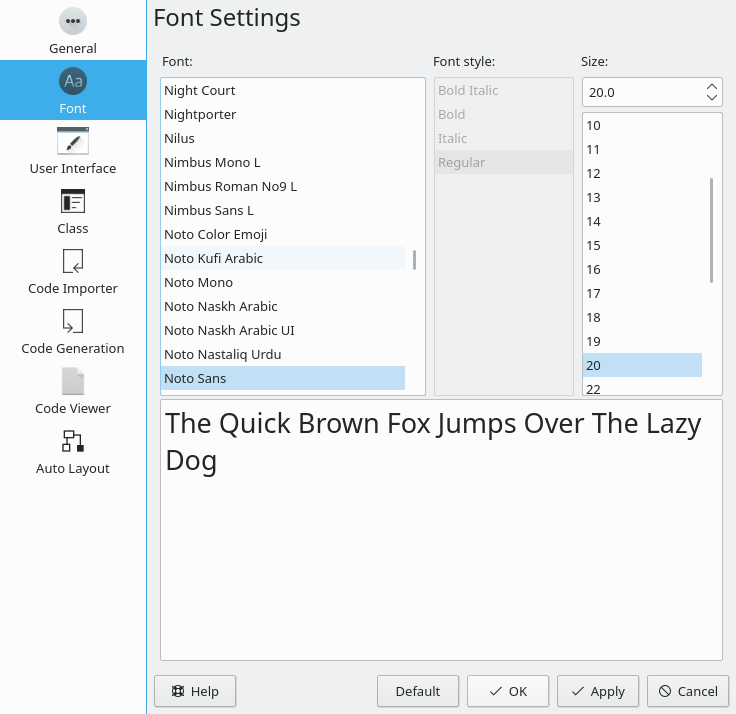 General
Aa
Font
User Interface
Class
Code Importer
Code Generation
Code Viewer
Auto Layout
Font Settings
Font:
Night Court
Nightporter
Nilus
Nimbus Mono L
Nimbus Roman No9 L
Nimbus Sans L
Noto Color Emoji
Noto Kufi Arabic
Noto Mono
Noto Naskh Arabic
Noto Naskh Arabic UI
Noto Nastaliq Urdu
Noto Sans
Font style:
Bold Italic
Bold
Italic
Regular
Size:
20.0
10
11
12
13
14
15
16
17
18
19
20
22
The Quick Brown Fox Jumps Over The Lazy
Dog
Help
Default
OK
Apply
Cancel